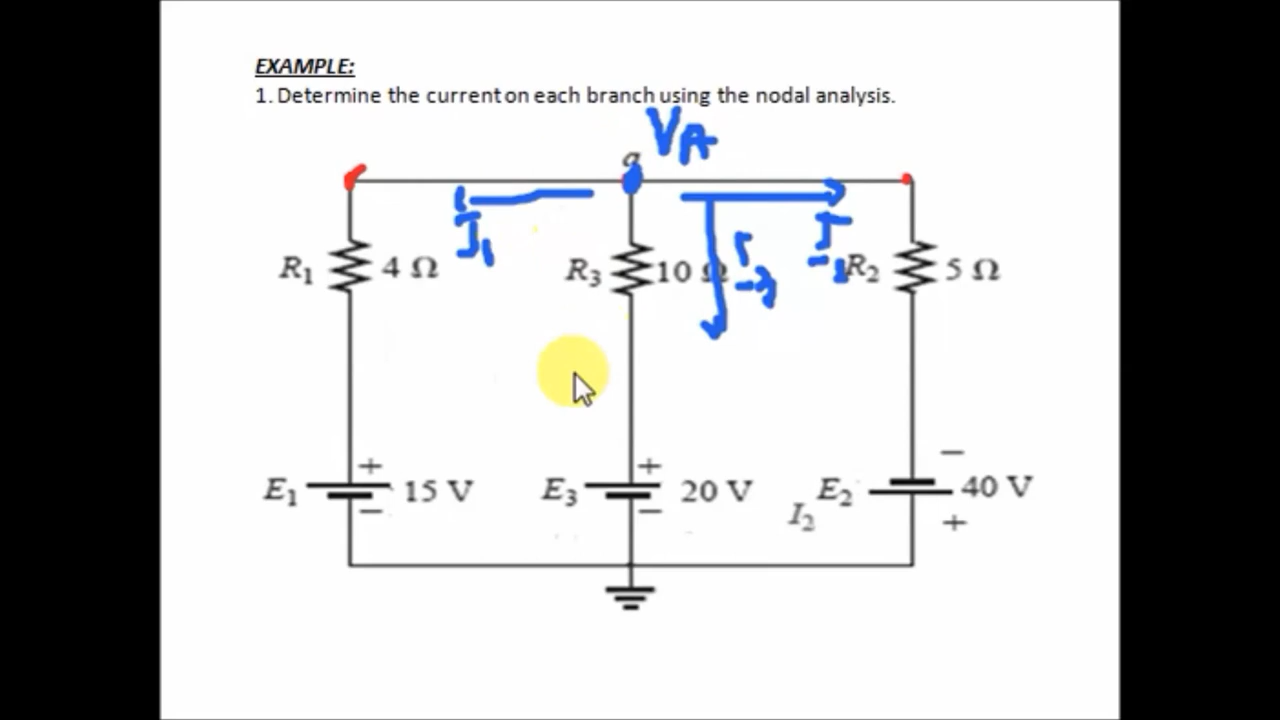 EXAMPLE:
1. Determine the current on each branch using the nodal analysis.
VA
a
I1
I3
I2
R1 4 Ω
R3 10 Ω
R2 5 Ω
E1 + 15 V −
E3 + 20 V −
E2 − 40 V +
I2